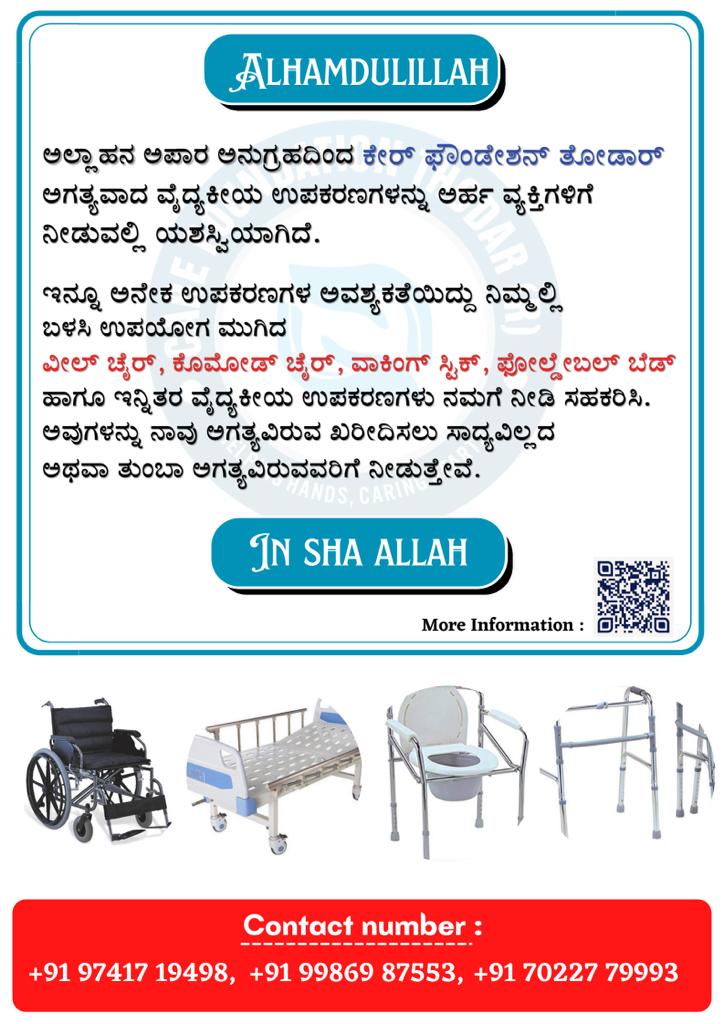 ALHAMDULILLAH
ಅಲ್ಲಾಹನ ಅಪಾರ ಅನುಗ್ರಹದಿಂದ ಕೇರ್ ಫೌಂಡೇಶನ್ ತೋಡಾರ್
ಅಗತ್ಯವಾದ ವೈದ್ಯಕೀಯ ಉಪಕರಣಗಳನ್ನು ಅರ್ಹ ವ್ಯಕ್ತಿಗಳಿಗೆ
ನೀಡುವಲ್ಲಿ ಯಶಸ್ವಿಯಾಗಿದೆ.
ಇನ್ನೂ ಅನೇಕ ಉಪಕರಣಗಳ ಅವಶ್ಯಕತೆಯಿದ್ದು ನಿಮ್ಮಲ್ಲಿ
ಬಳಸಿ ಉಪಯೋಗ ಮುಗಿದ
ವೀಲ್ ಚೈರ್, ಕೊಮೋಡ್ ಚೈರ್, ವಾಕಿಂಗ್ ಸ್ಟಿಕ್, ಫೋಲ್ಡೇಬಲ್ ಬೆಡ್
ಹಾಗೂ ಇನ್ನಿತರ ವೈದ್ಯಕೀಯ ಉಪಕರಣಗಳು ನಮಗೆ ನೀಡಿ ಸಹಕರಿಸಿ.
ಅವುಗಳನ್ನು ನಾವು ಅಗತ್ಯವಿರುವ ಖರೀದಿಸಲು ಸಾದ್ಯವಿಲ್ಲದ
ಅಥವಾ ತುಂಬಾ ಅಗತ್ಯವಿರುವವರಿಗೆ ನೀಡುತ್ತೇವೆ.
IN SHA ALLAH
More Information :
Contact number :
+91 97417 19498, +91 99869 87553, +91 70227 79993